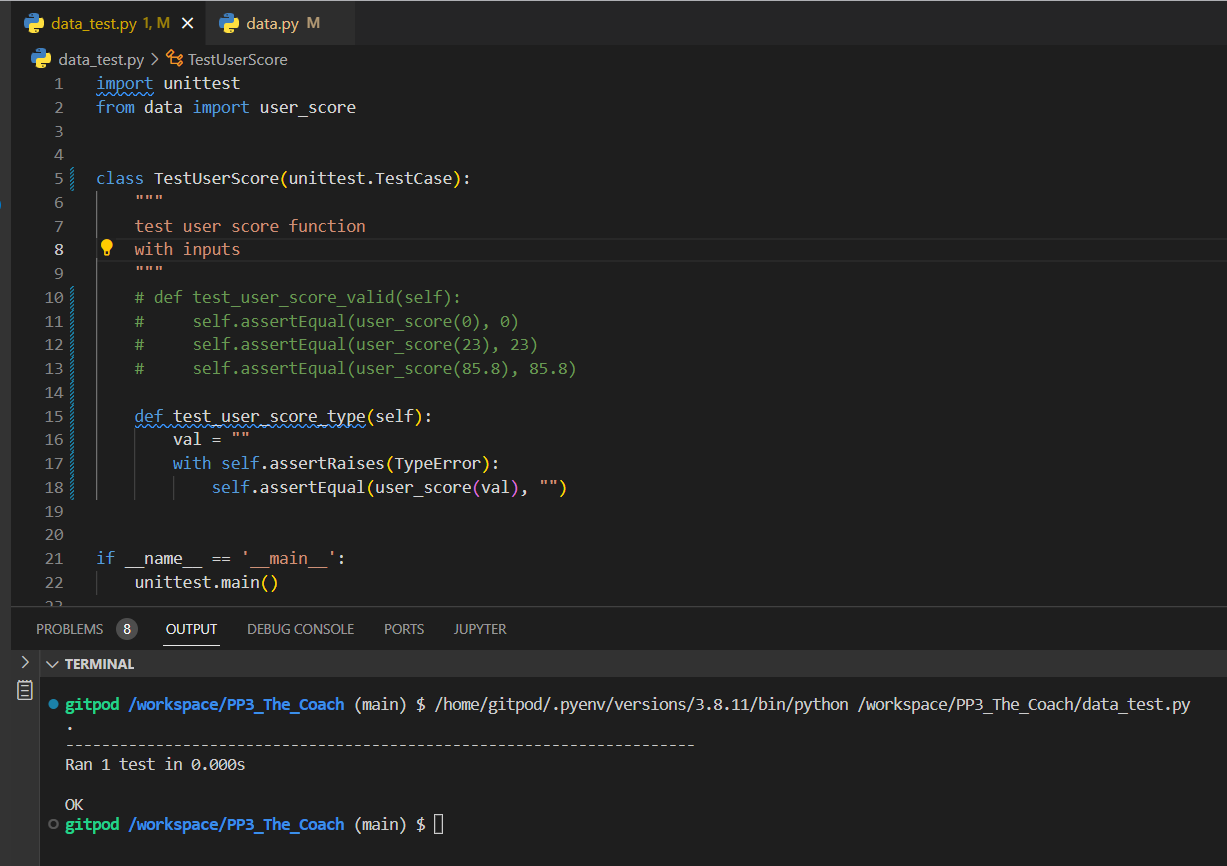 data_test.py 1, M ✕ data.py M
data_test.py > TestUserScore
1 import unittest
2 from data import user_score
3
4
5 class TestUserScore(unittest.TestCase):
6     """
7     test user score function
8     with inputs
9     """
10     # def test_user_score_valid(self):
11     #     self.assertEqual(user_score(0), 0)
12     #     self.assertEqual(user_score(23), 23)
13     #     self.assertEqual(user_score(85.8), 85.8)
14
15     def test_user_score_type(self):
16         val = ""
17         with self.assertRaises(TypeError):
18             self.assertEqual(user_score(val), "")
19
20
21 if __name__ == '__main__':
22     unittest.main()
23
PROBLEMS 8 OUTPUT DEBUG CONSOLE PORTS JUPYTER
TERMINAL
gitpod /workspace/PP3_The_Coach (main) $ /home/gitpod/.pyenv/versions/3.8.11/bin/python /workspace/PP3_The_Coach/data_test.py
.
----------------------------------------------------------------------
Ran 1 test in 0.000s
OK
gitpod /workspace/PP3_The_Coach (main) $